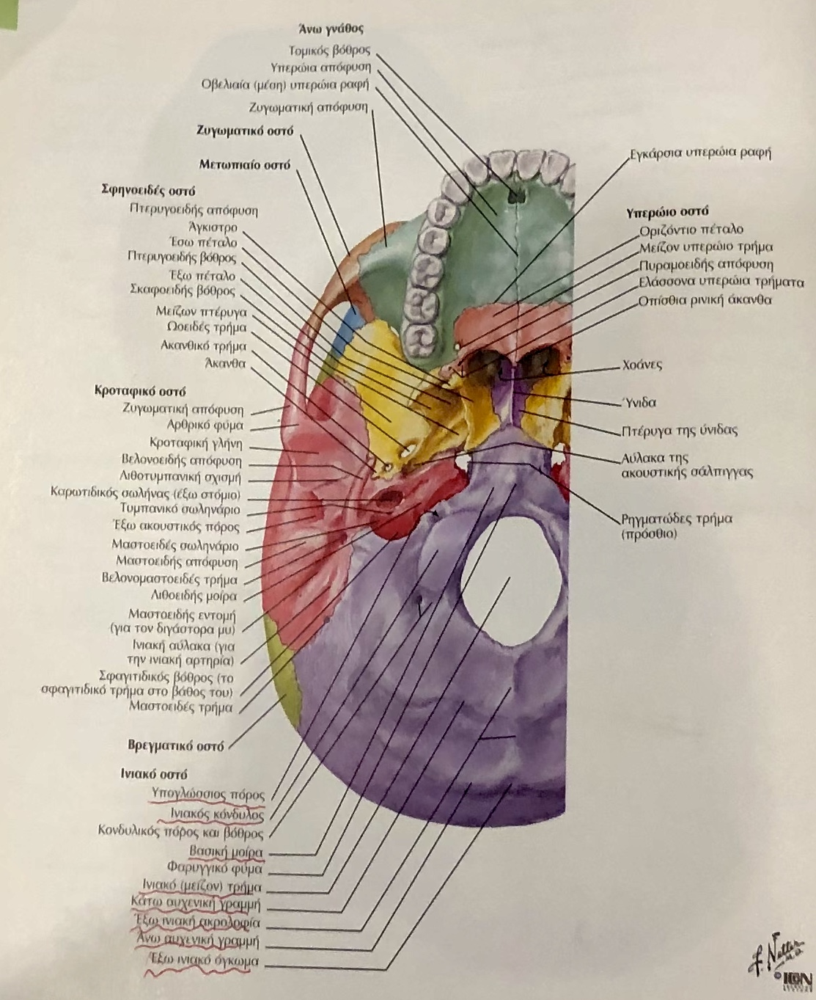 Άνω γνάθος
Τομικός βόθρος
Υπερώια απόφυση
Οβελιαία (μέση) υπερώια ραφή
Ζυγωματική απόφυση
Ζυγωματικό οστό
Μετωπιαίο οστό
Σφηνοειδές οστό
Πτερυγοειδής απόφυση
Άγκιστρο
Έσω πέταλο
Πτερυγοειδής βόθρος
Έξω πέταλο
Σκαφοειδής βόθρος
Μείζων πτέρυγα
Ωοειδές τρήμα
Ακανθικό τρήμα
Άκανθα
Κροταφικό οστό
Ζυγωματική απόφυση
Αρθρικό φύμα
Κροταφική γλήνη
Βελονοειδής απόφυση
Λιθοτυμπανική σχισμή
Καρωτιδικός σωλήνας (έξω στόμιο)
Τυμπανικό σωληνάριο
Έξω ακουστικός πόρος
Μαστοειδές σωληνάριο
Μαστοειδής απόφυση
Βελονομαστοειδές τρήμα
Λιθοειδής μοίρα
Μαστοειδής εντομή
(για τον διγάστορα μυ)
Ινιακή αύλακα (για
την ινιακή αρτηρία)
Σφαγιτιδικός βόθρος (το
σφαγιτιδικό τρήμα στο βάθος του)
Μαστοειδές τρήμα
Βρεγματικό οστό
Ινιακό οστό
Υπογλώσσιος πόρος
Ινιακός κόνδυλος
Κονδυλικός πόρος και βόθρος
Βασική μοίρα
Φαρυγγικό φύμα
Ινιακό (μείζον) τρήμα
Κάτω αυχενική γραμμή
Έξω ινιακή ακρολοφία
Άνω αυχενική γραμμή
Έξω ινιακό όγκωμα
Εγκάρσια υπερώια ραφή
Υπερώιο οστό
Οριζόντιο πέταλο
Μείζον υπερώιο τρήμα
Πυραμοειδής απόφυση
Ελάσσονα υπερώια τρήματα
Οπίσθια ρινική άκανθα
Χοάνες
Ύνιδα
Πτέρυγα της ύνιδας
Αύλακα της
ακουστικής σάλπιγγας
Ρηγματώδες τρήμα
(πρόσθιο)
F. Netter
M.D.
ICN